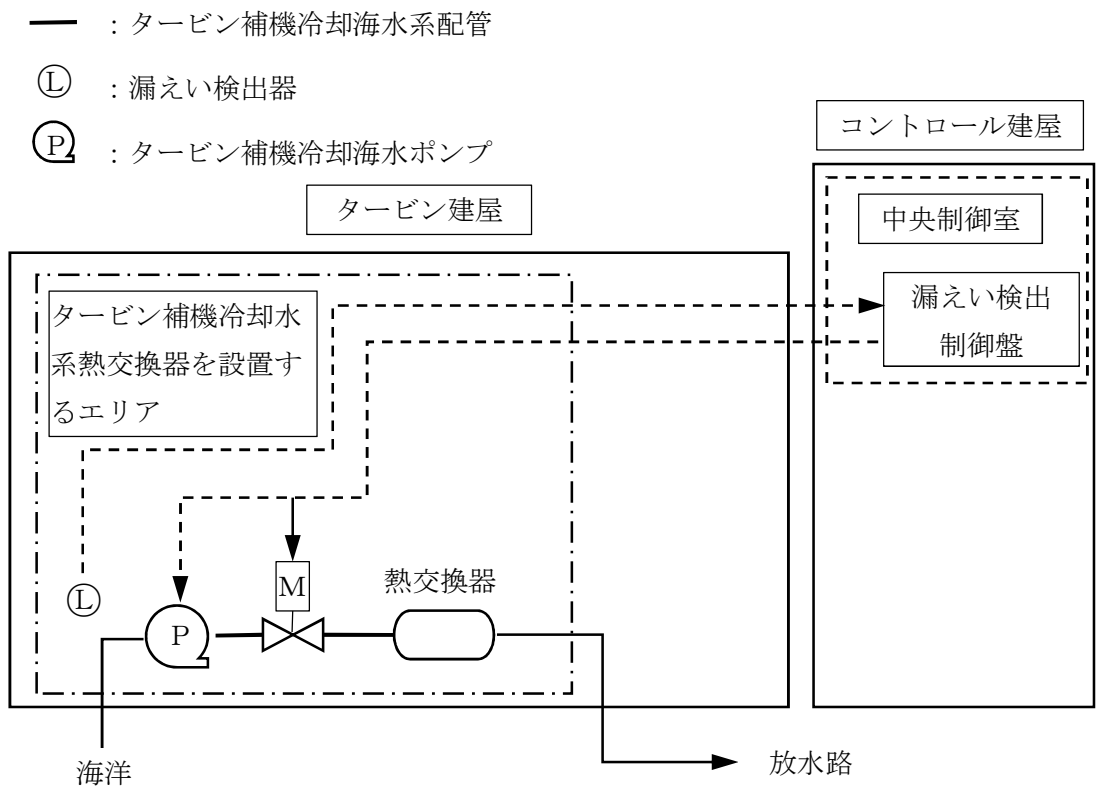 ：タービン補機冷却海水系配管
Ⓛ ：漏えい検出器
P ：タービン補機冷却海水ポンプ
コントロール建屋
タービン建屋
中央制御室
タービン補機冷却水
系熱交換器を設置す
るエリア
漏えい検出
制御盤
Ⓛ
P
M
熱交換器
海洋
放水路